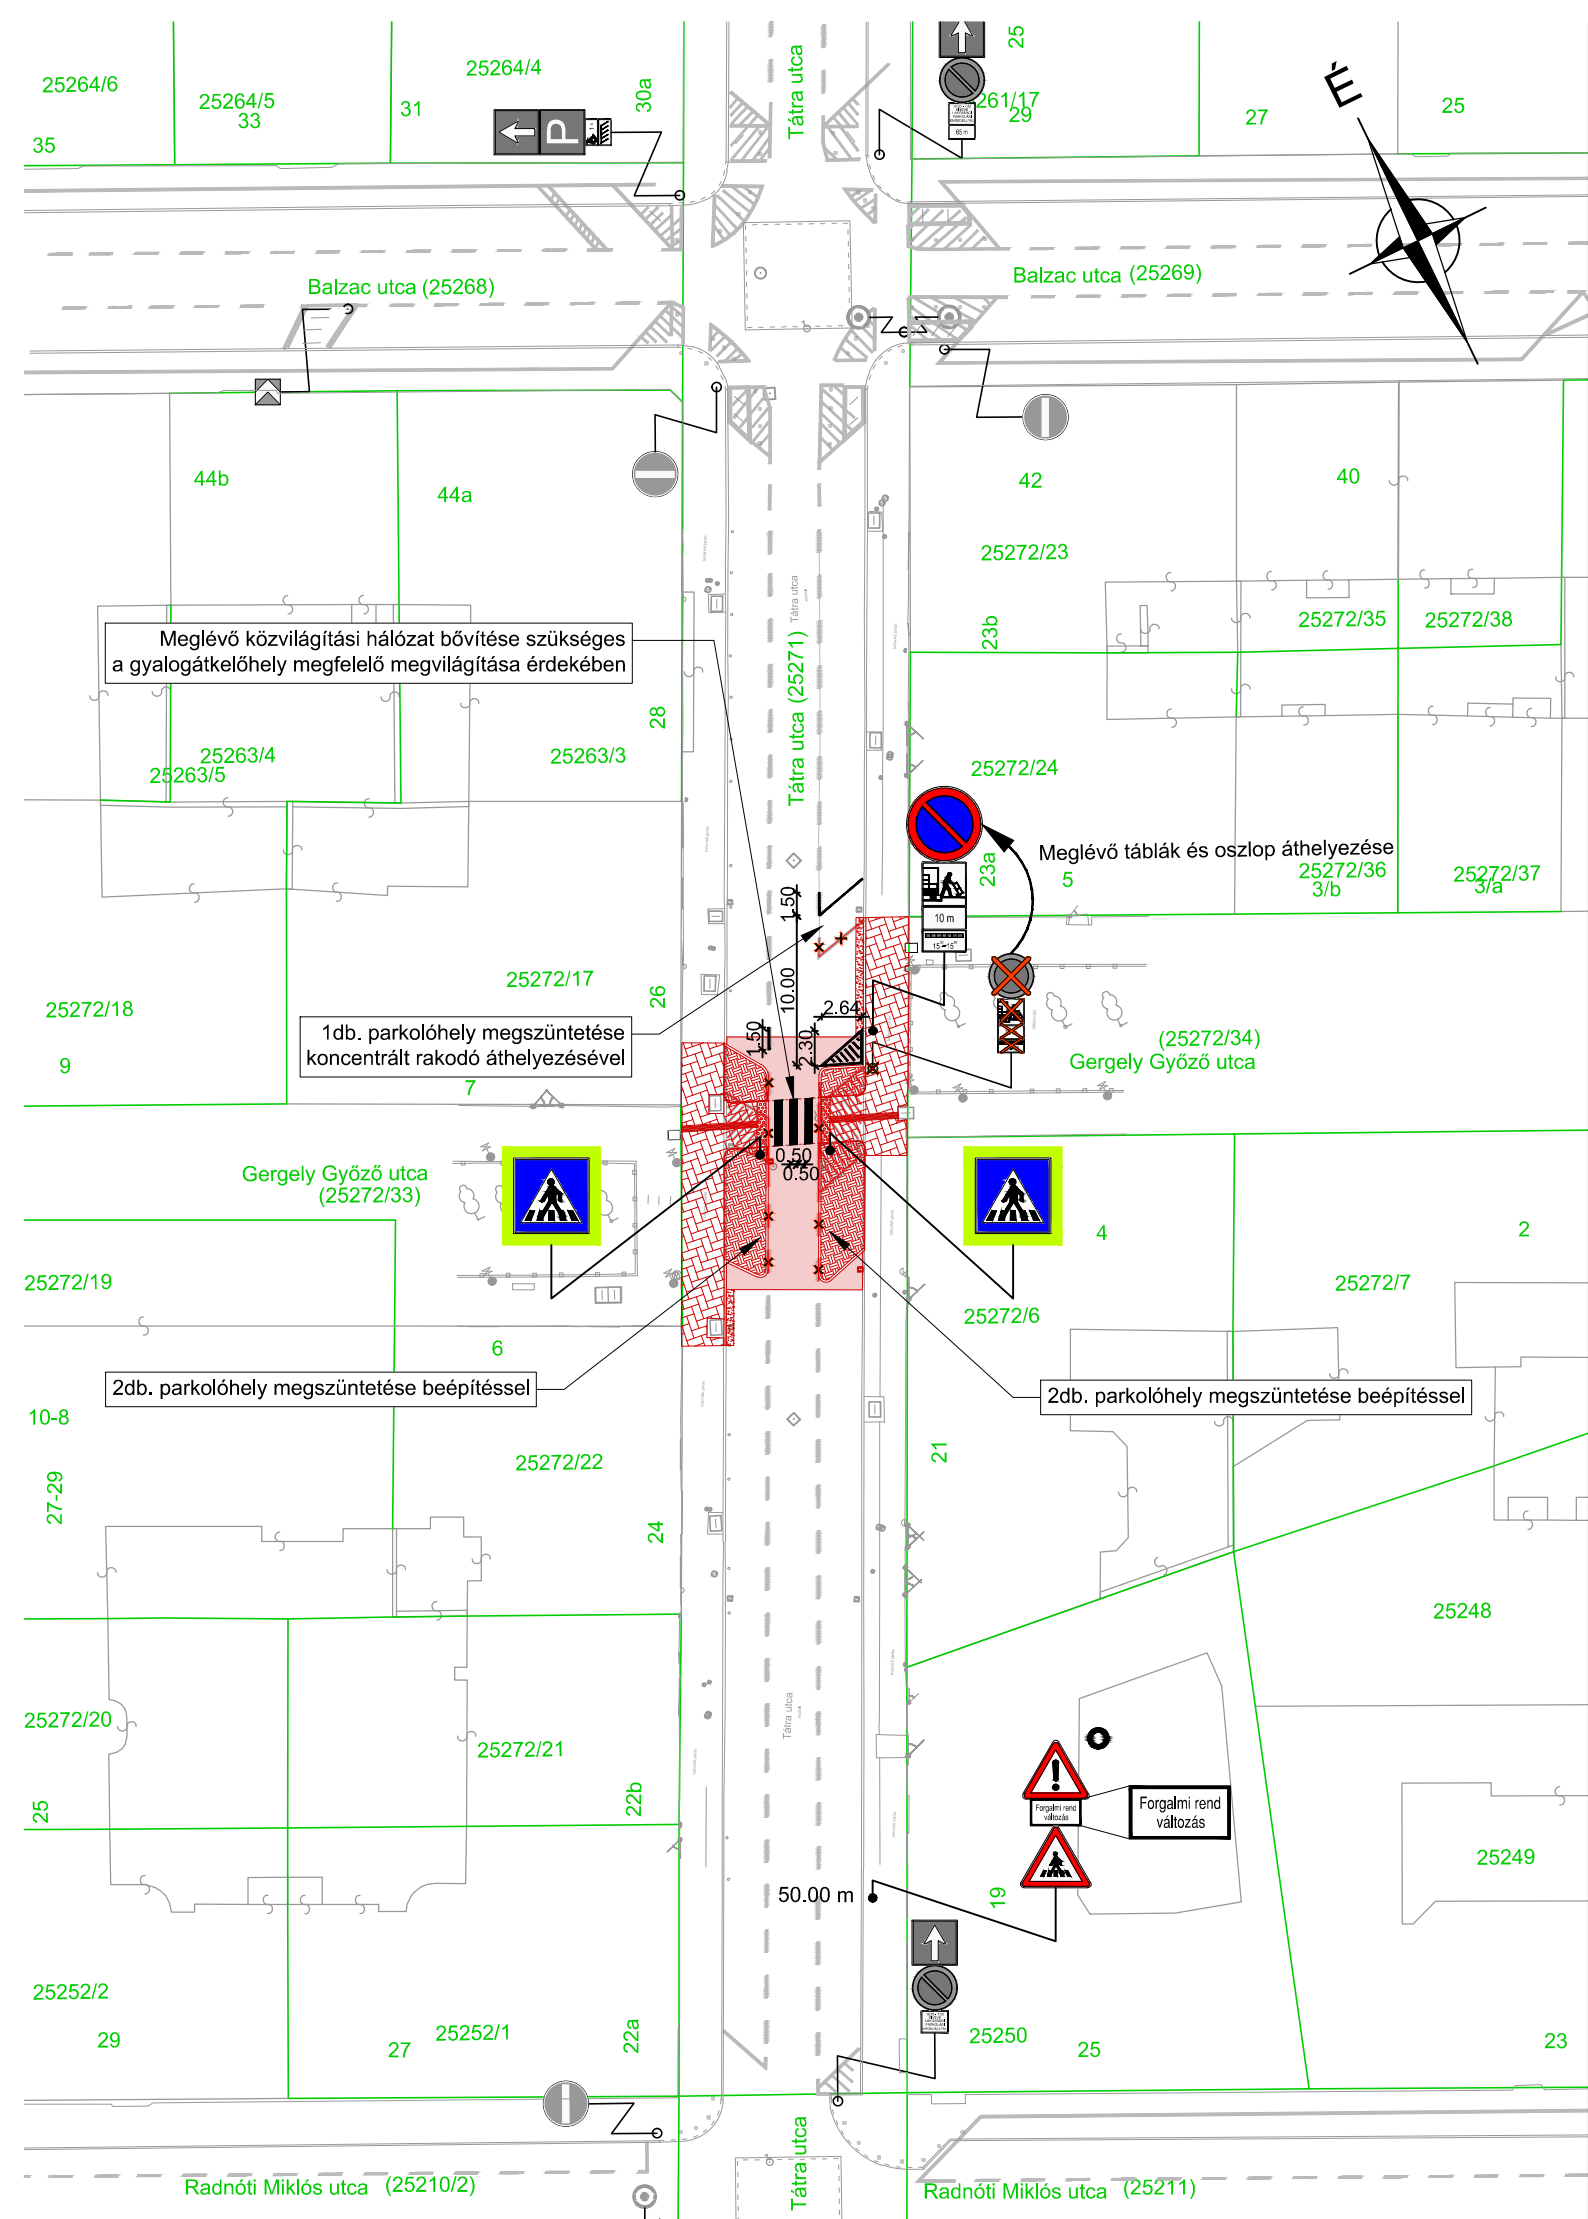 25264/6
25264/5
33
31
25264/4
30a
35
Tátra utca
25
261/17
29
65 m
27
25
É
P
Balzac utca (25268)
Balzac utca (25269)
44b
44a
42
40
25272/23
23b
25272/35
25272/38
Tátra utca
Meglévő közvilágítási hálózat bővítése szükséges
a gyalogátkelőhely megfelelő megvilágítása érdekében
Tátra utca (25271)
28
25263/4
25263/5
25263/3
25272/24
23a
Meglévő táblák és oszlop áthelyezése
5
25272/36
3/b
25272/37
3/a
10 m
1.50
10.00
2.64
1.50
2.30
25272/17
25272/18
26
9
1db. parkolóhely megszüntetése
koncentrált rakodó áthelyezésével
7
(25272/34)
Gergely Győző utca
Gergely Győző utca
(25272/33)
0.50
0.50
4
2
25272/19
25272/7
25272/6
6
2db. parkolóhely megszüntetése beépítéssel
2db. parkolóhely megszüntetése beépítéssel
10-8
27-29
25272/22
21
24
25248
25272/20
25272/21
Tátra utca
25
22b
Forgalmi rend
változás
Forgalmi rend
változás
25249
50.00 m
19
25252/2
29
27
25252/1
22a
25250
25
23
Tátra utca
Radnóti Miklós utca (25210/2)
Radnóti Miklós utca (25211)